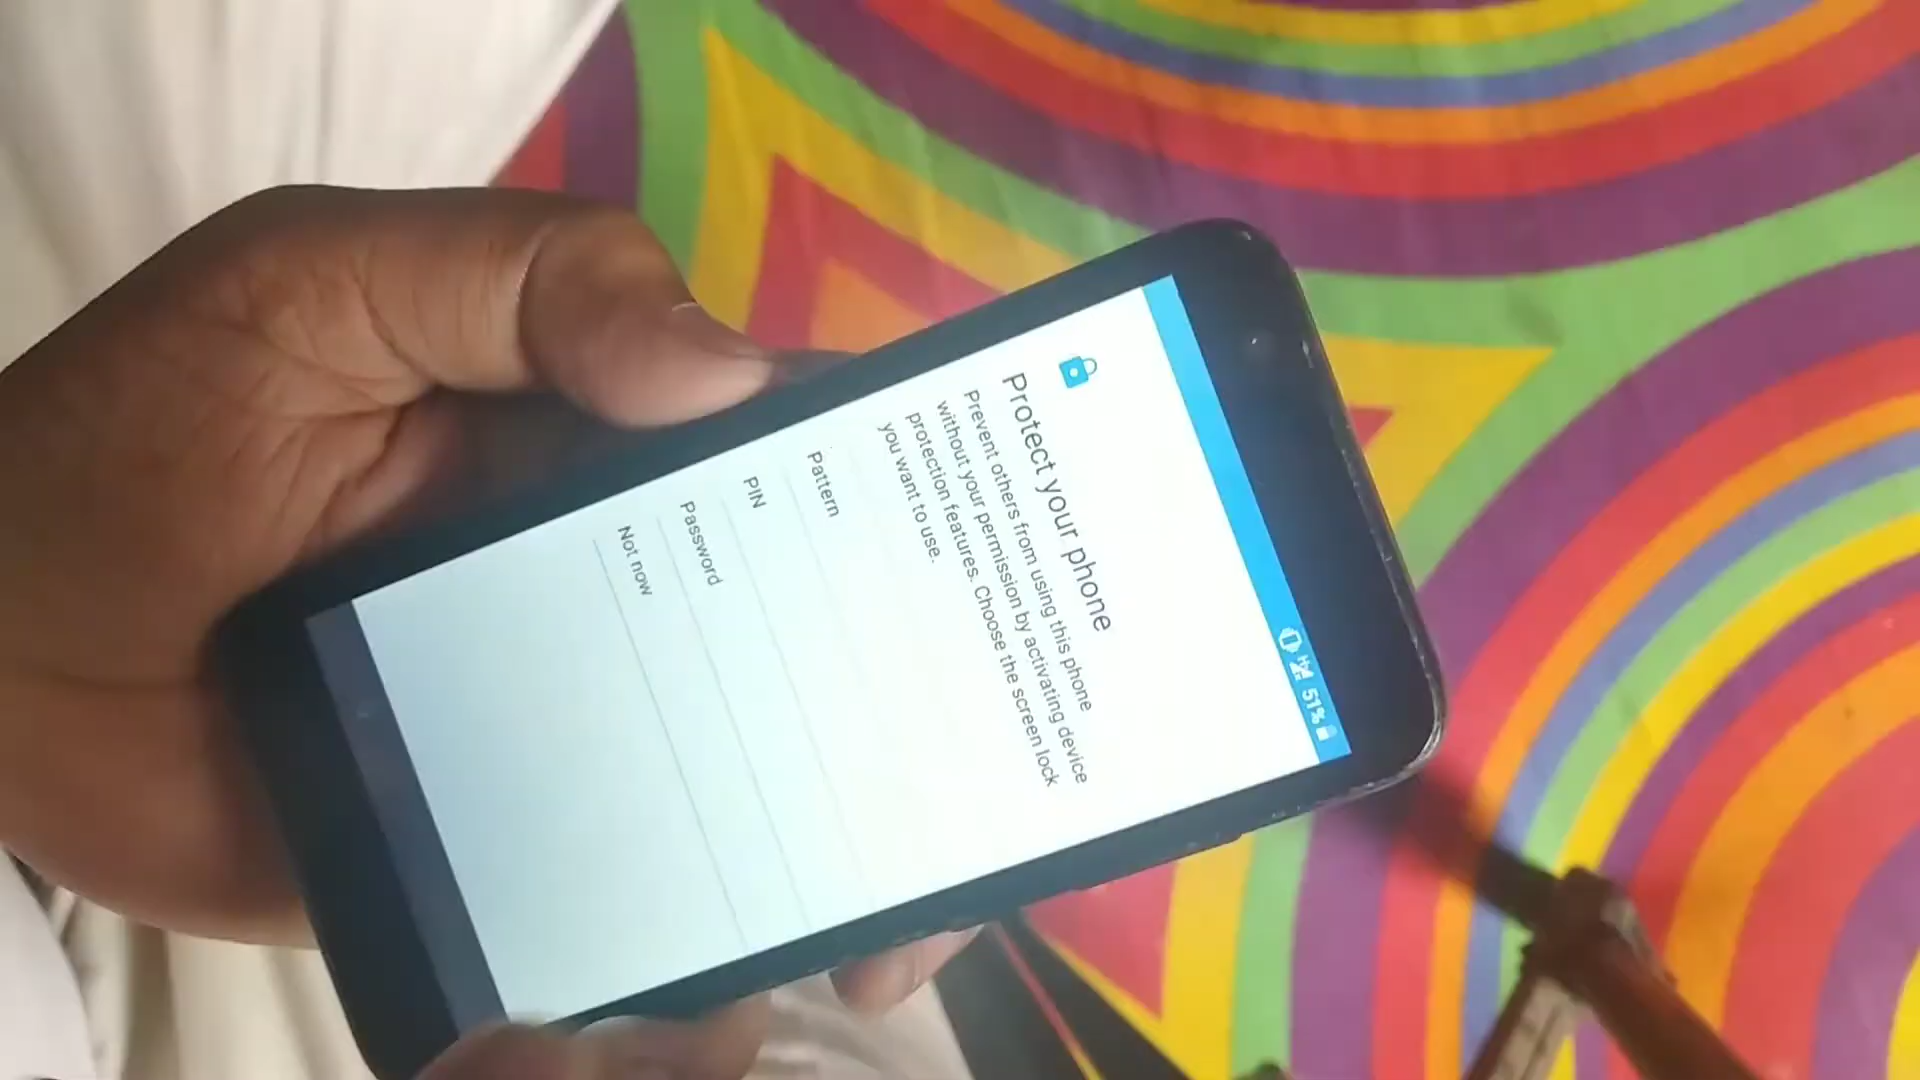 51%
Protect your phone
Prevent others from using this phone
without your permission by activating device
protection features. Choose the screen lock
you want to use.
Pattern
PIN
Password
Not now